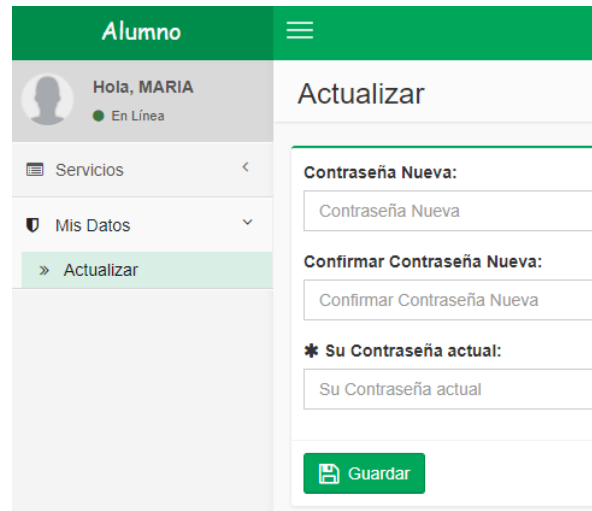 Alumno
Hola, MARIA
En Línea
Servicios
Mis Datos
Actualizar
Actualizar
Contraseña Nueva:
Contraseña Nueva
Confirmar Contraseña Nueva:
Confirmar Contraseña Nueva
✱ Su Contraseña actual:
Su Contraseña actual
Guardar